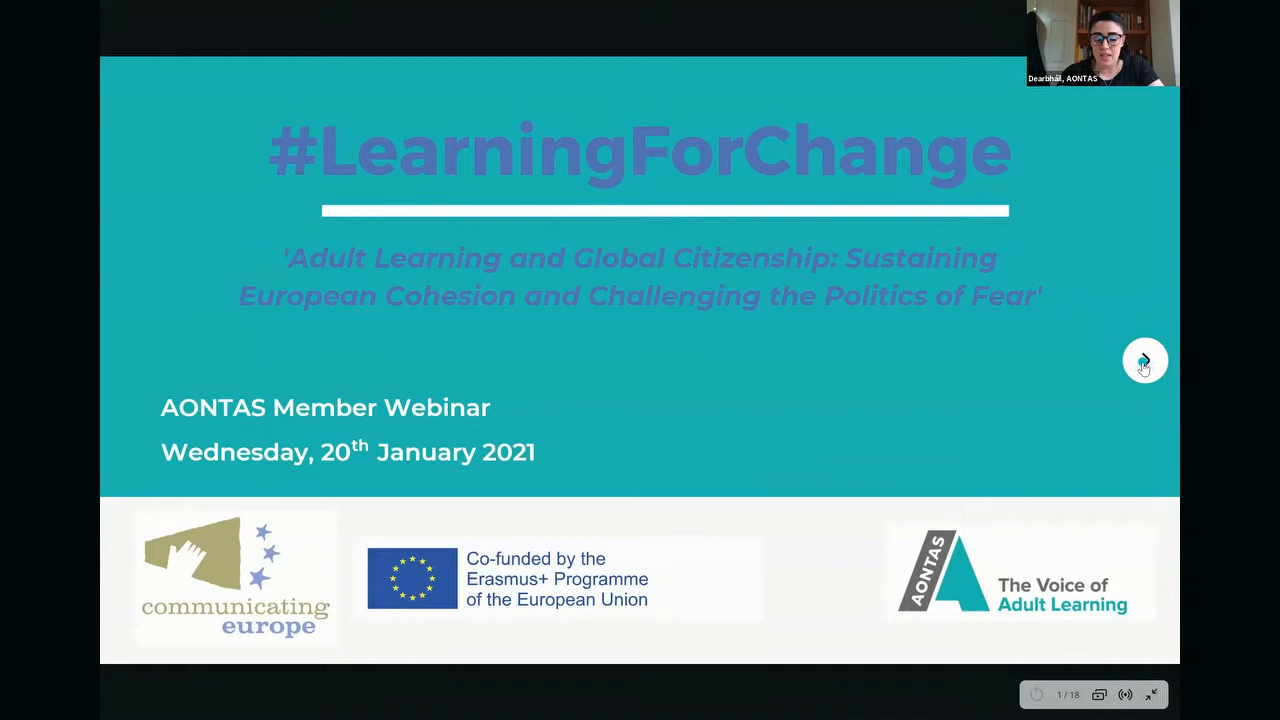 Dearbháil, AONTAS
#LearningForChange
'Adult Learning and Global Citizenship: Sustaining
European Cohesion and Challenging the Politics of Fear'
AONTAS Member Webinar
Wednesday, 20th January 2021
communicating
europe
Co-funded by the
Erasmus+ Programme
of the European Union
AONTAS
The Voice of
Adult Learning
1 / 18